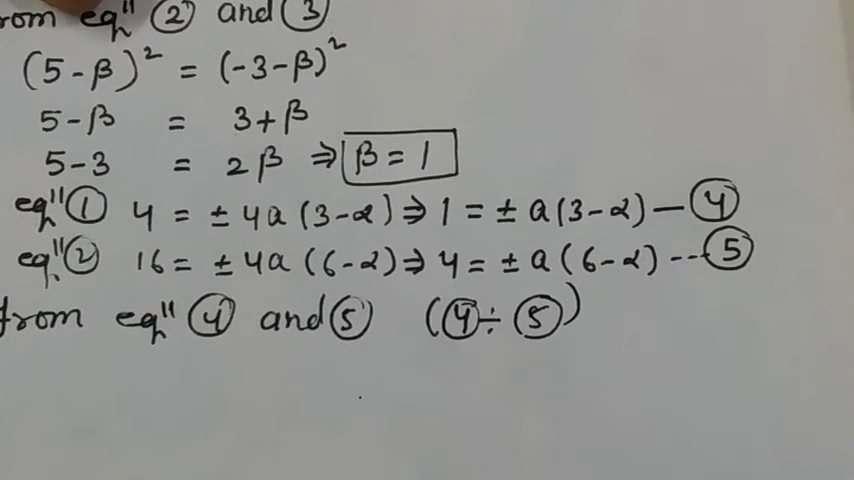 rom eqⁿ ② and ③
(5-β)² = (-3-β)²
5-β = 3+β
5-3 = 2β ⇒ β = 1
eqⁿ ① 4 = ± 4a (3-α) ⇒ 1 = ± a (3-α) — ④
eqⁿ ② 16 = ± 4a (6-α) ⇒ 4 = ± a (6-α) --- ⑤
from eqⁿ ④ and ⑤ (④ ÷ ⑤)